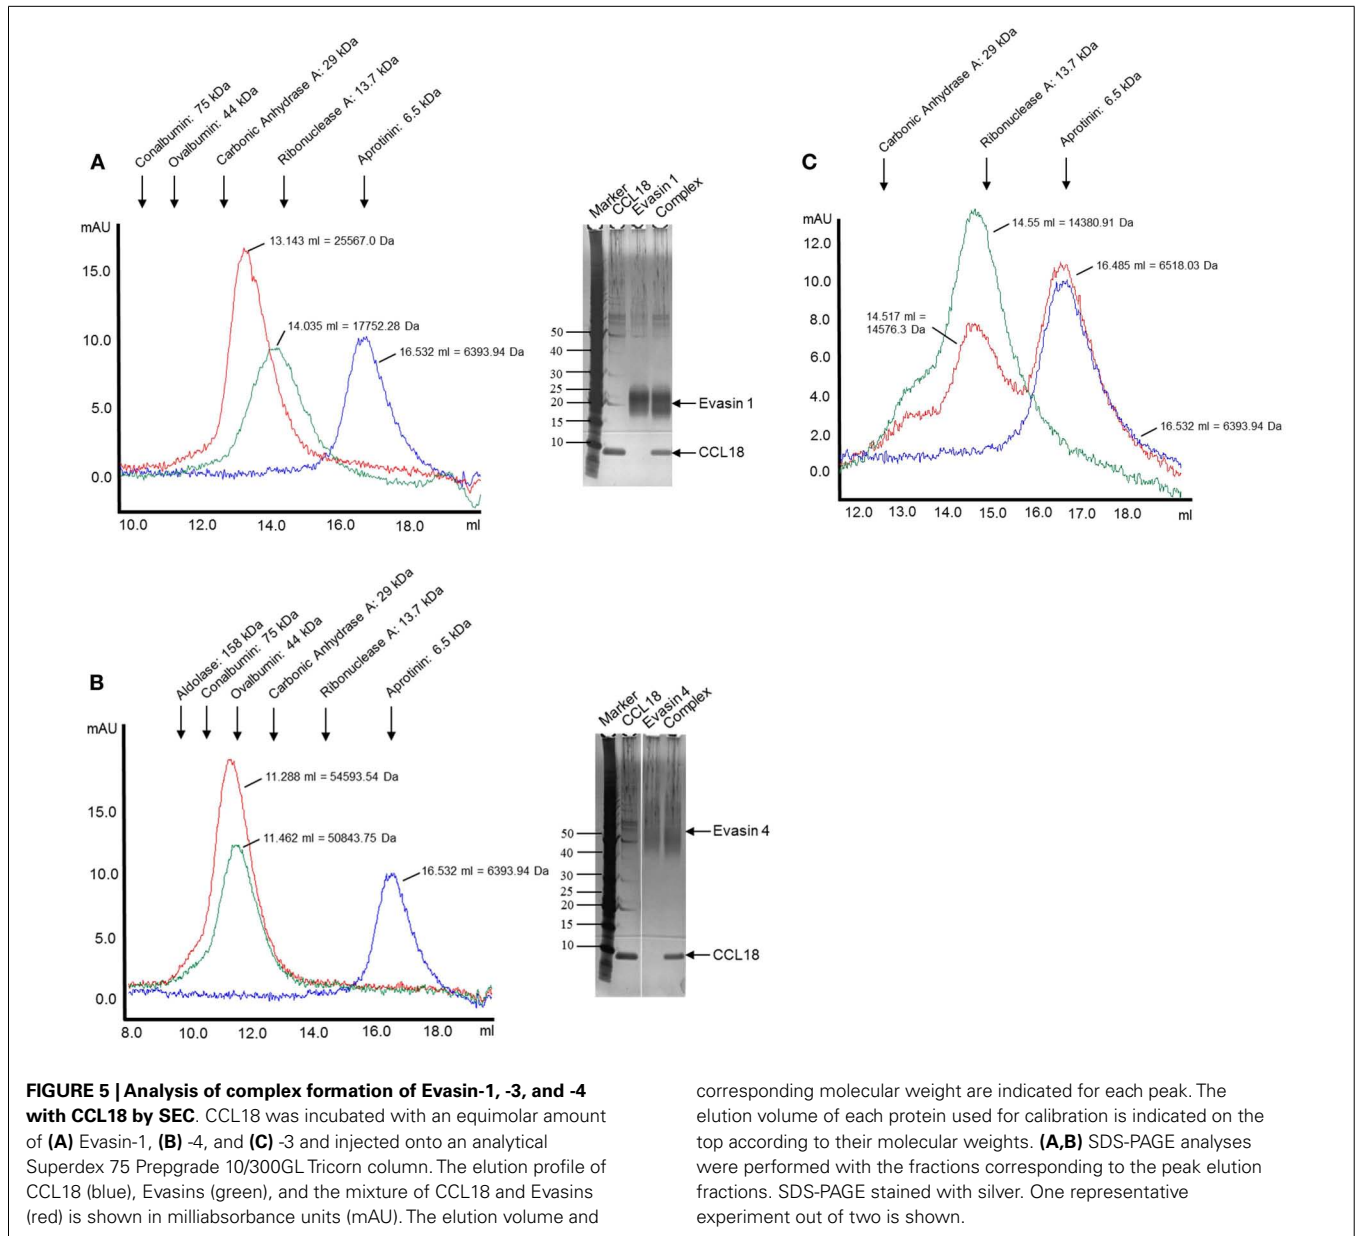 Conalbumin: 75 kDa
Ovalbumin: 44 kDa
Carbonic Anhydrase A: 29 kDa
Ribonuclease A: 13.7 kDa
Aprotinin: 6.5 kDa
A
mAU
15.0
10.0
5.0
0.0
13.143 ml = 25567.0 Da
14.035 ml = 17752.28 Da
16.532 ml = 6393.94 Da
10.0 12.0 14.0 16.0 18.0 ml
Marker
CCL18
Evasin 1
Complex
50
40
30
25
20
15
10
Evasin 1
CCL18
C
Carbonic Anhydrase A: 29 kDa
Ribonuclease A: 13.7 kDa
Aprotinin: 6.5 kDa
mAU
12.0
10.0
8.0
6.0
4.0
2.0
0.0
14.55 ml = 14380.91 Da
16.485 ml = 6518.03 Da
14.517 ml =
14576.3 Da
16.532 ml = 6393.94 Da
12.0 13.0 14.0 15.0 16.0 17.0 18.0 ml
B
Aldolase: 158 kDa
Conalbumin: 75 kDa
Ovalbumin: 44 kDa
Carbonic Anhydrase A: 29 kDa
Ribonuclease A: 13.7 kDa
Aprotinin: 6.5 kDa
mAU
15.0
10.0
5.0
0.0
11.288 ml = 54593.54 Da
11.462 ml = 50843.75 Da
16.532 ml = 6393.94 Da
8.0 10.0 12.0 14.0 16.0 18.0 ml
Marker
CCL18
Evasin 4
Complex
50
40
30
25
20
15
10
Evasin 4
CCL18
FIGURE 5 | Analysis of complex formation of Evasin-1, -3, and -4
with CCL18 by SEC. CCL18 was incubated with an equimolar amount
of (A) Evasin-1, (B) -4, and (C) -3 and injected onto an analytical
Superdex 75 Prepgrade 10/300GL Tricorn column. The elution profile of
CCL18 (blue), Evasins (green), and the mixture of CCL18 and Evasins
(red) is shown in milliabsorbance units (mAU). The elution volume and
corresponding molecular weight are indicated for each peak. The
elution volume of each protein used for calibration is indicated on the
top according to their molecular weights. (A,B) SDS-PAGE analyses
were performed with the fractions corresponding to the peak elution
fractions. SDS-PAGE stained with silver. One representative
experiment out of two is shown.